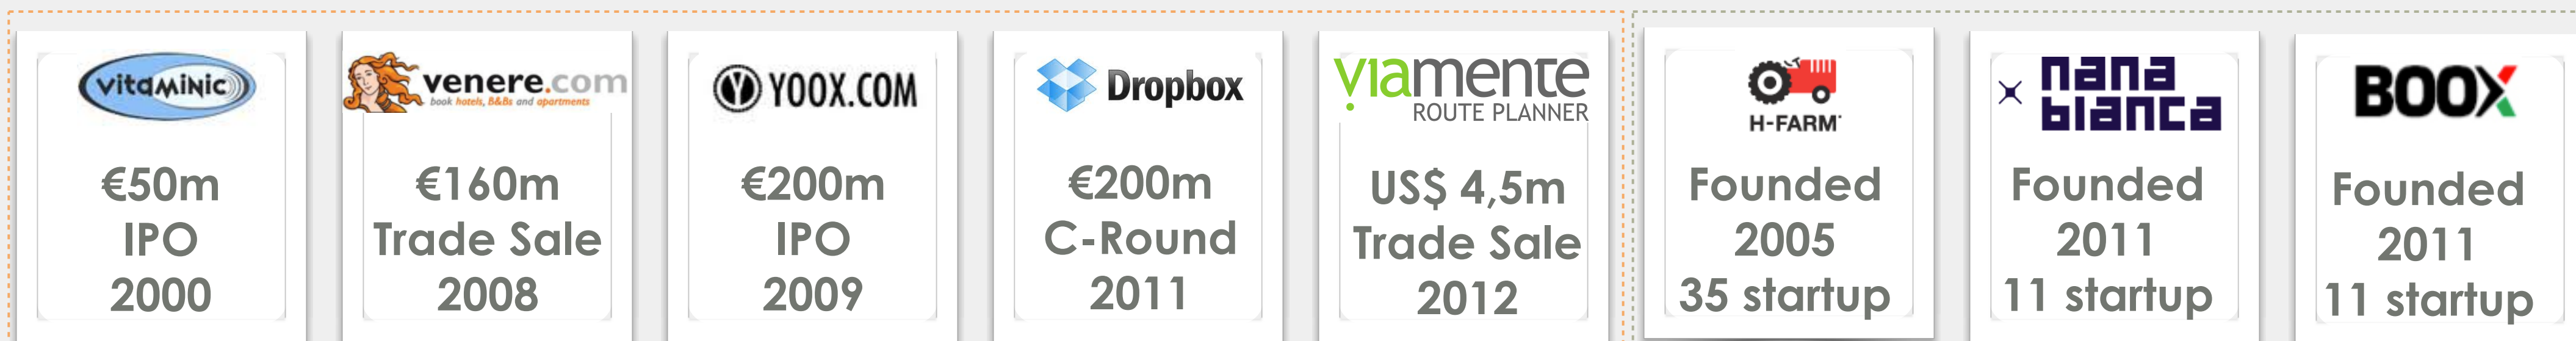 vitaminic
€50m
IPO
2000
venere.com
book hotels, B&Bs and apartments
€160m
Trade Sale
2008
Y YOOX.COM
€200m
IPO
2009
Dropbox
€200m
C-Round
2011
viamente
ROUTE PLANNER
US$ 4,5m
Trade Sale
2012
H-FARM
Founded
2005
35 startup
nana
bianca
Founded
2011
11 startup
BOOX
Founded
2011
11 startup